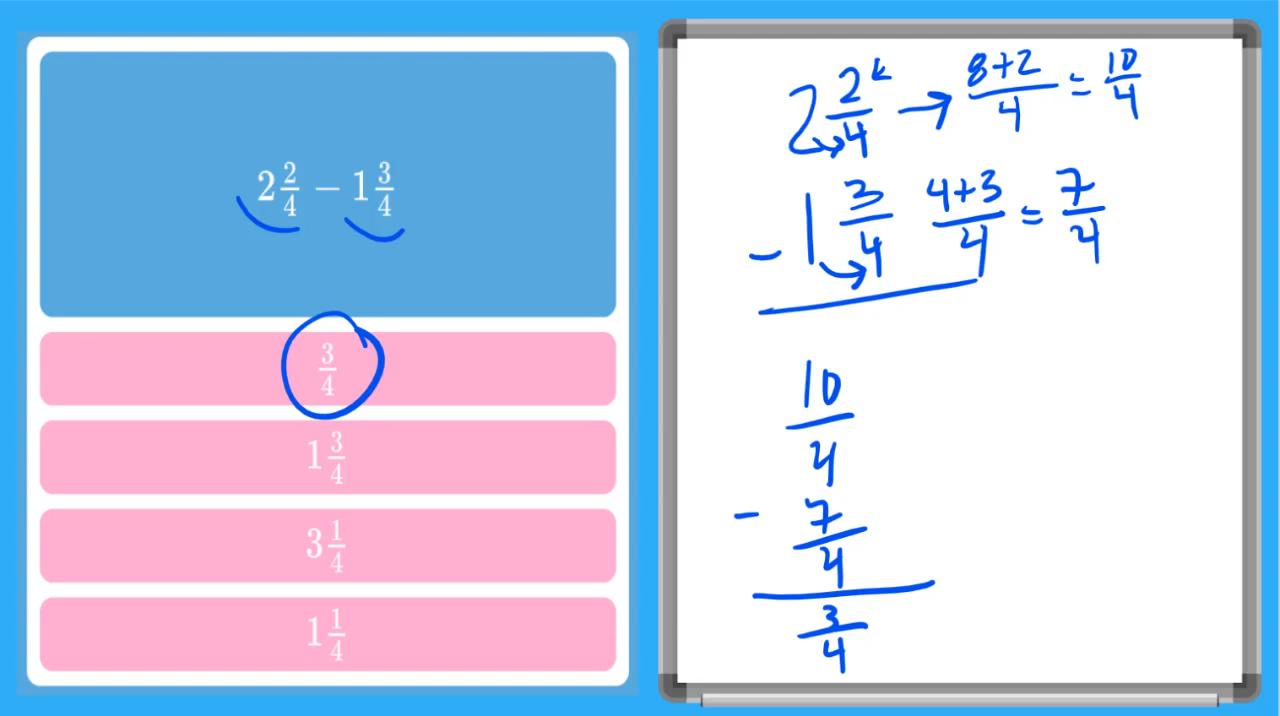 2 2/4 − 1 3/4
3/4
1 3/4
3 1/4
1 1/4
2 2/4 → 8+2/4 = 10/4
- 1 3/4 4+3/4 = 7/4
10/4
- 7/4
3/4